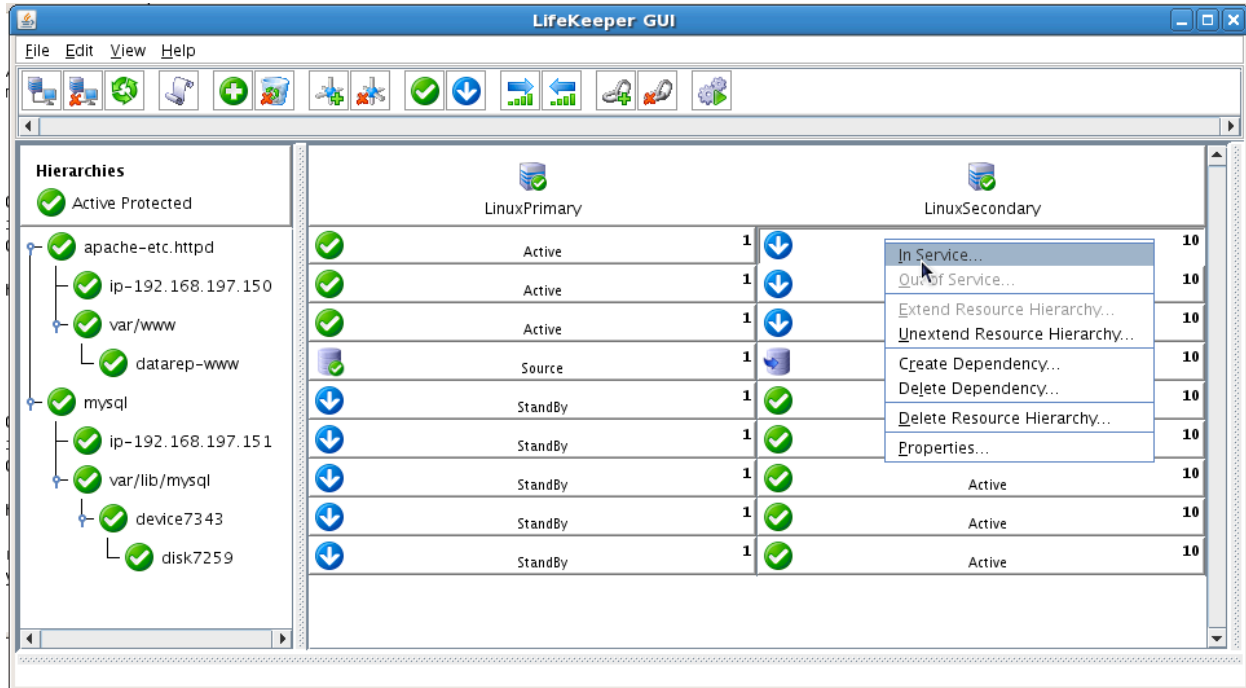 LifeKeeper GUI
File Edit View Help
Hierarchies
Active Protected
LinuxPrimary
LinuxSecondary
apache-etc.httpd
Active 1
10
ip-192.168.197.150
Active 1
10
var/www
Active 1
10
datarep-www
Source 1
10
mysql
StandBy 1
10
ip-192.168.197.151
StandBy 1
10
var/lib/mysql
StandBy 1
Active 10
device7343
StandBy 1
Active 10
disk7259
StandBy 1
Active 10
In Service...
Out of Service...
Extend Resource Hierarchy...
Unextend Resource Hierarchy...
Create Dependency...
Delete Dependency...
Delete Resource Hierarchy...
Properties...